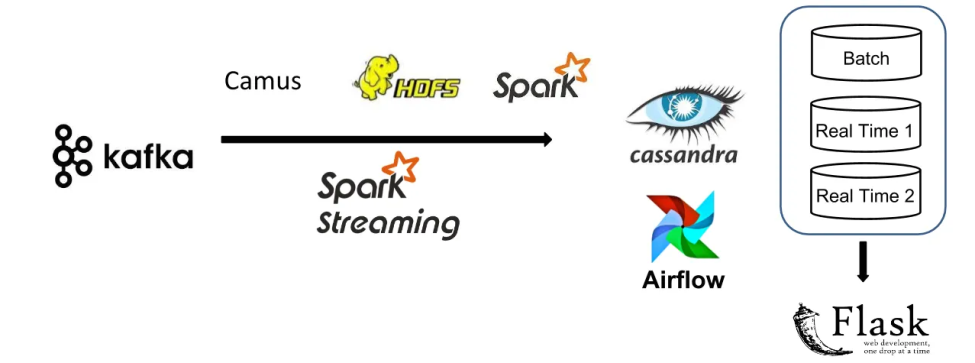 Camus
HDFS
Spark
kafka
Spark
Streaming
cassandra
Airflow
Batch
Real Time 1
Real Time 2
Flask
web development,
one drop at a time